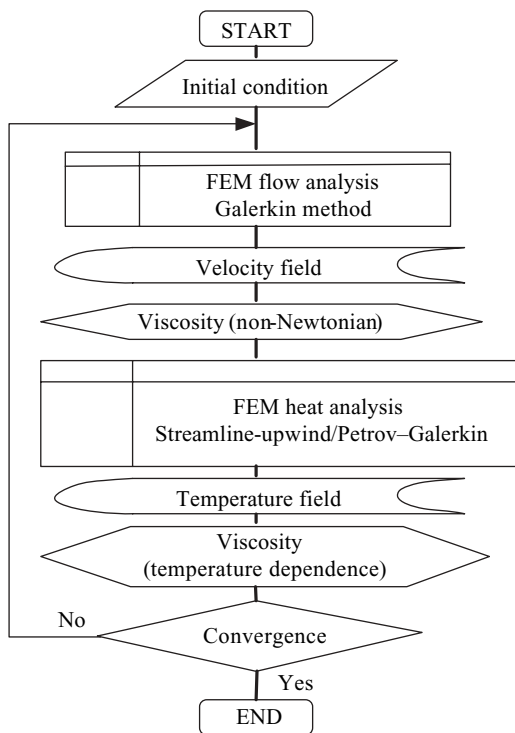 START
Initial condition
FEM flow analysis
Galerkin method
Velocity field
Viscosity (non-Newtonian)
FEM heat analysis
Streamline-upwind/Petrov–Galerkin
Temperature field
Viscosity
(temperature dependence)
No
Convergence
Yes
END